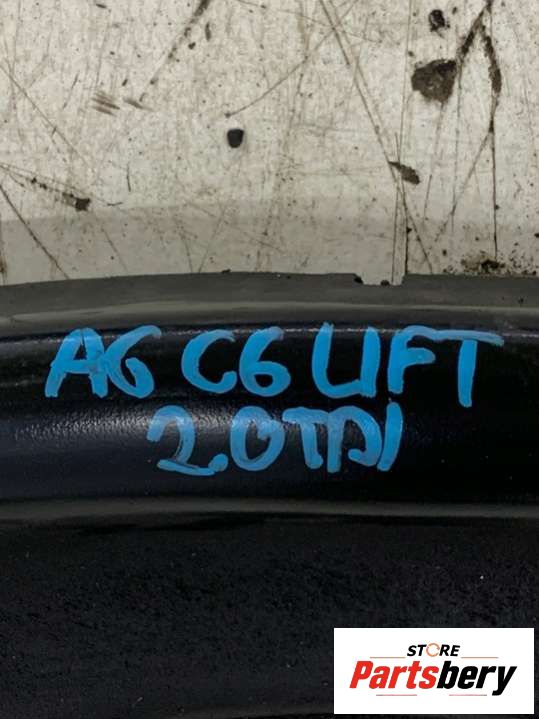 A6 C6 LIFT
2.0TDI
STORE
Partsbery